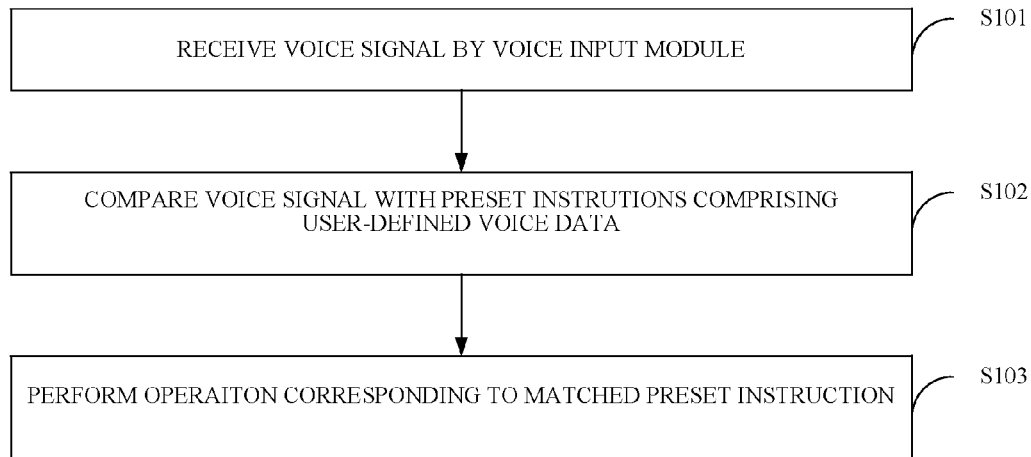 S101
RECEIVE VOICE SIGNAL BY VOICE INPUT MODULE
S102
COMPARE VOICE SIGNAL WITH PRESET INSTRUTIONS COMPRISING
USER-DEFINED VOICE DATA
S103
PERFORM OPERAITON CORRESPONDING TO MATCHED PRESET INSTRUCTION